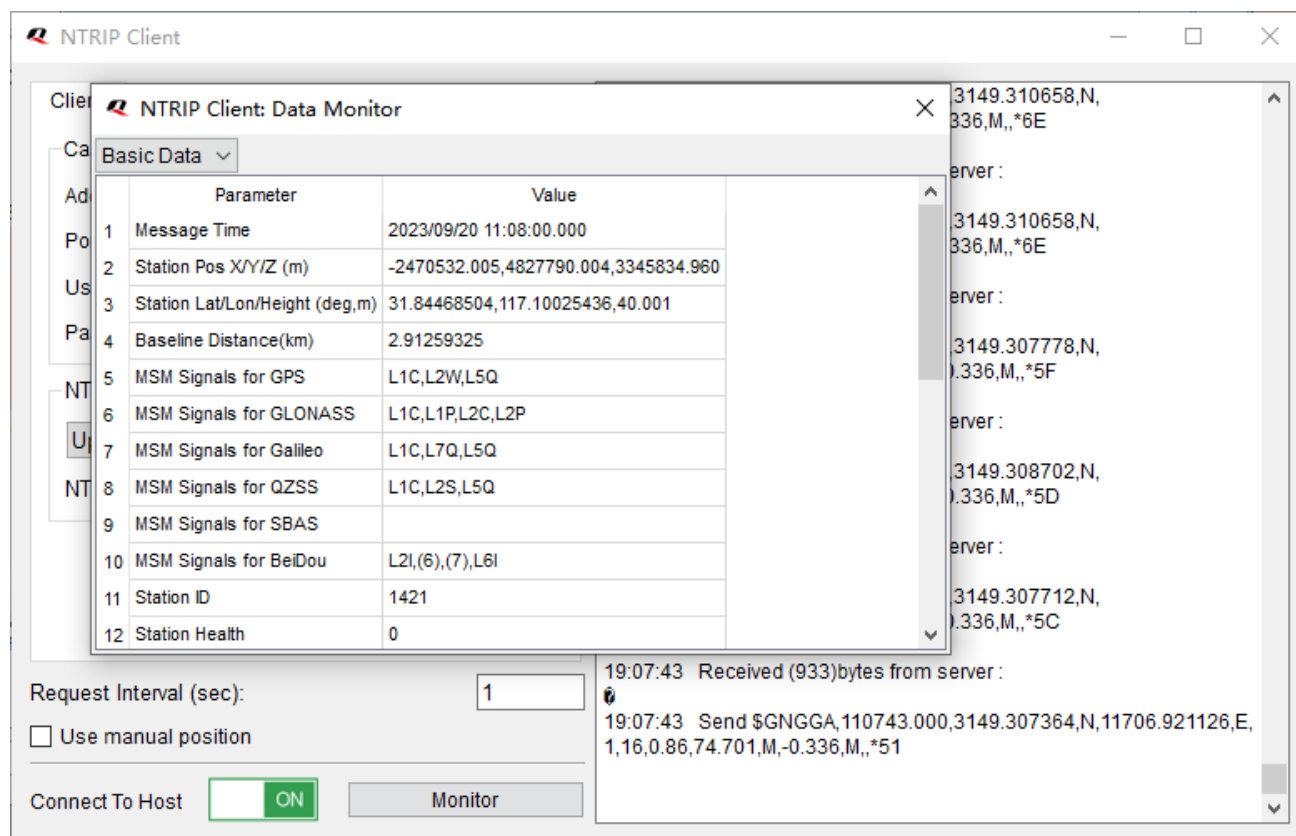 NTRIP Client
NTRIP Client: Data Monitor
Basic Data
Parameter Value
1 Message Time 2023/09/20 11:08:00.000
2 Station Pos X/Y/Z (m) -2470532.005,4827790.004,3345834.960
3 Station Lat/Lon/Height (deg,m) 31.84468504,117.10025436,40.001
4 Baseline Distance(km) 2.91259325
5 MSM Signals for GPS L1C,L2W,L5Q
6 MSM Signals for GLONASS L1C,L1P,L2C,L2P
7 MSM Signals for Galileo L1C,L7Q,L5Q
8 MSM Signals for QZSS L1C,L2S,L5Q
9 MSM Signals for SBAS
10 MSM Signals for BeiDou L2I,(6),(7),L6I
11 Station ID 1421
12 Station Health 0
Request Interval (sec): 1
Use manual position
Connect To Host ON Monitor
,3149.310658,N,
336,M,,*6E
erver :
,3149.310658,N,
336,M,,*6E
erver :
,3149.307778,N,
.336,M,,*5F
erver :
,3149.308702,N,
.336,M,,*5D
erver :
,3149.307712,N,
.336,M,,*5C
19:07:43 Received (933)bytes from server :
�
19:07:43 Send $GNGGA,110743.000,3149.307364,N,11706.921126,E,
1,16,0.86,74.701,M,-0.336,M,,*51